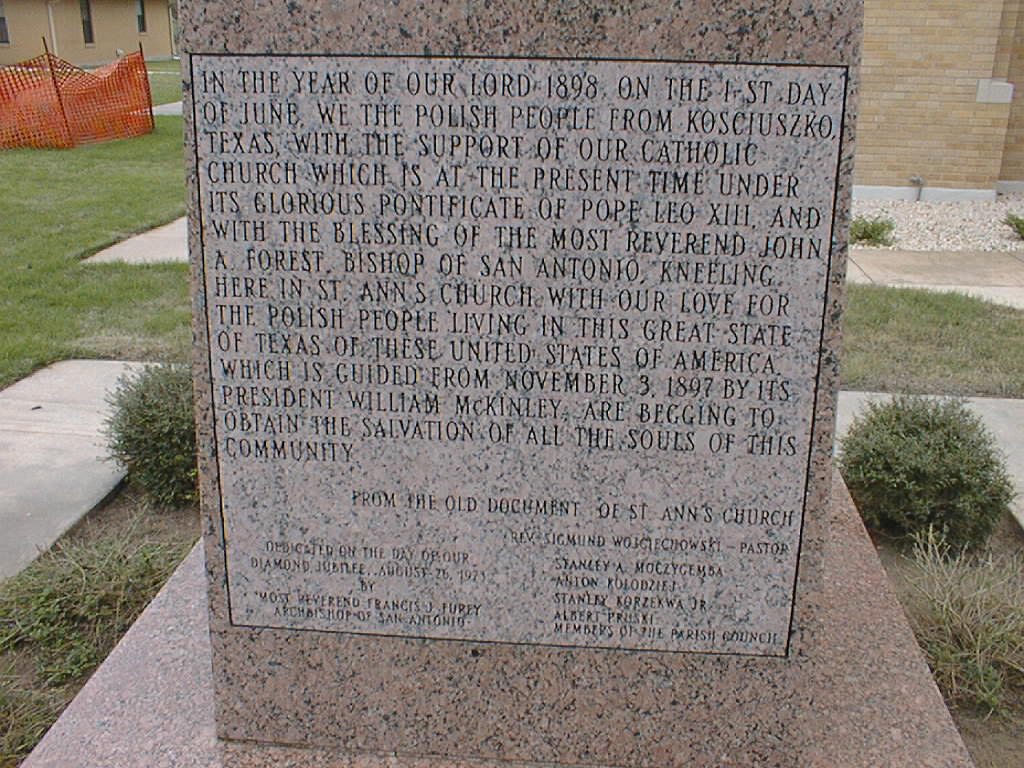 IN THE YEAR OF OUR LORD 1898, ON THE 1-ST DAY
OF JUNE, WE THE POLISH PEOPLE FROM KOSCIUSZKO,
TEXAS, WITH THE SUPPORT OF OUR CATHOLIC
CHURCH WHICH IS AT THE PRESENT TIME UNDER
ITS GLORIOUS PONTIFICATE OF POPE LEO XIII, AND
WITH THE BLESSING OF THE MOST REVEREND JOHN
A. FOREST, BISHOP OF SAN ANTONIO, KNEELING
HERE IN ST. ANN'S CHURCH WITH OUR LOVE FOR
THE POLISH PEOPLE LIVING IN THIS GREAT STATE
OF TEXAS OF THESE UNITED STATES OF AMERICA,
WHICH IS GUIDED FROM NOVEMBER 3, 1897 BY ITS
PRESIDENT WILLIAM McKINLEY, ARE BEGGING TO
OBTAIN THE SALVATION OF ALL THE SOULS OF THIS
COMMUNITY
FROM THE OLD DOCUMENT OF ST. ANN'S CHURCH
REV. SIGMUND WOJCIECHOWSKI - PASTOR
STANLEY A. MOCZYGEMBA
ANTON KOLODZIEJ
STANLEY KORZEKWA JR.
ALBERT PRUSKI
MEMBERS OF THE PARISH COUNCIL
DEDICATED ON THE DAY OF OUR
DIAMOND JUBILEE, AUGUST 26, 1973
BY
MOST REVEREND FRANCIS J. FUREY
ARCHBISHOP OF SAN ANTONIO